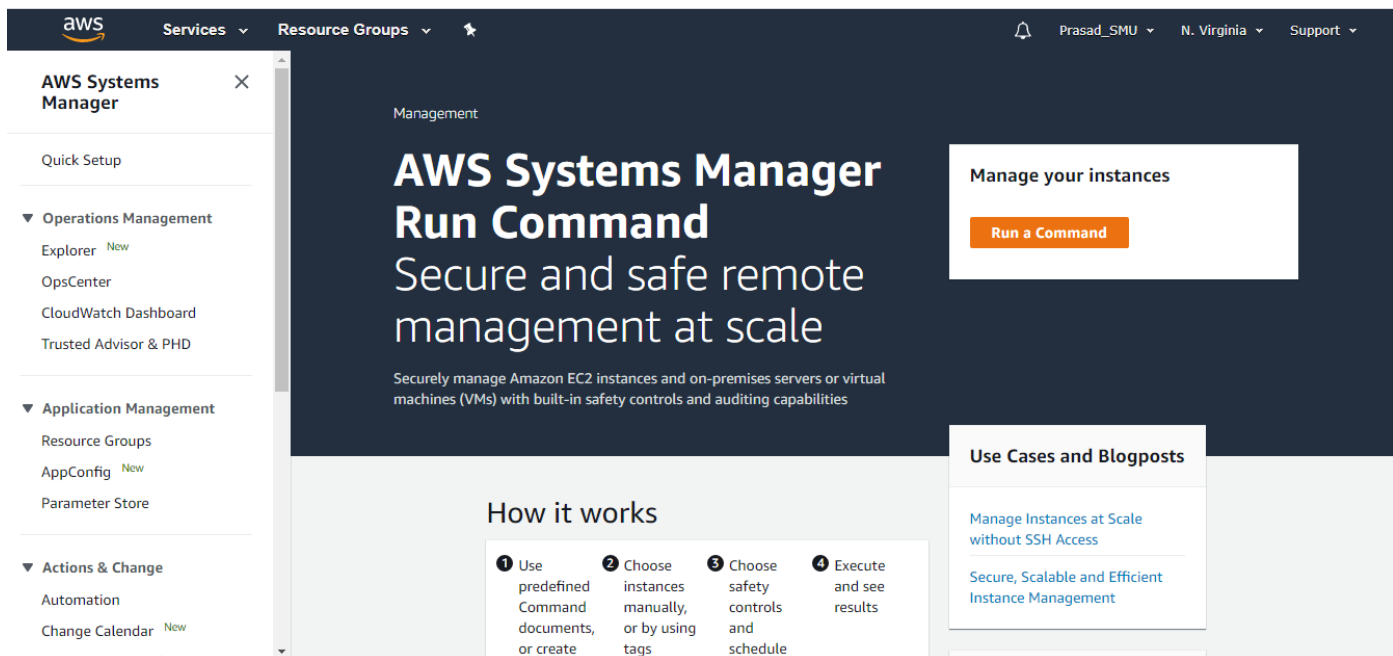 aws Services Resource Groups Prasad_SMU N. Virginia Support
AWS Systems
Manager
Quick Setup
Operations Management
Explorer New
OpsCenter
CloudWatch Dashboard
Trusted Advisor & PHD
Application Management
Resource Groups
AppConfig New
Parameter Store
Actions & Change
Automation
Change Calendar New
Management
AWS Systems Manager
Run Command
Secure and safe remote
management at scale
Securely manage Amazon EC2 instances and on-premises servers or virtual
machines (VMs) with built-in safety controls and auditing capabilities
Manage your instances
Run a Command
How it works
1 Use
predefined
Command
documents,
or create
2 Choose
instances
manually,
or by using
tags
3 Choose
safety
controls
and
schedule
4 Execute
and see
results
Use Cases and Blogposts
Manage Instances at Scale
without SSH Access
Secure, Scalable and Efficient
Instance Management